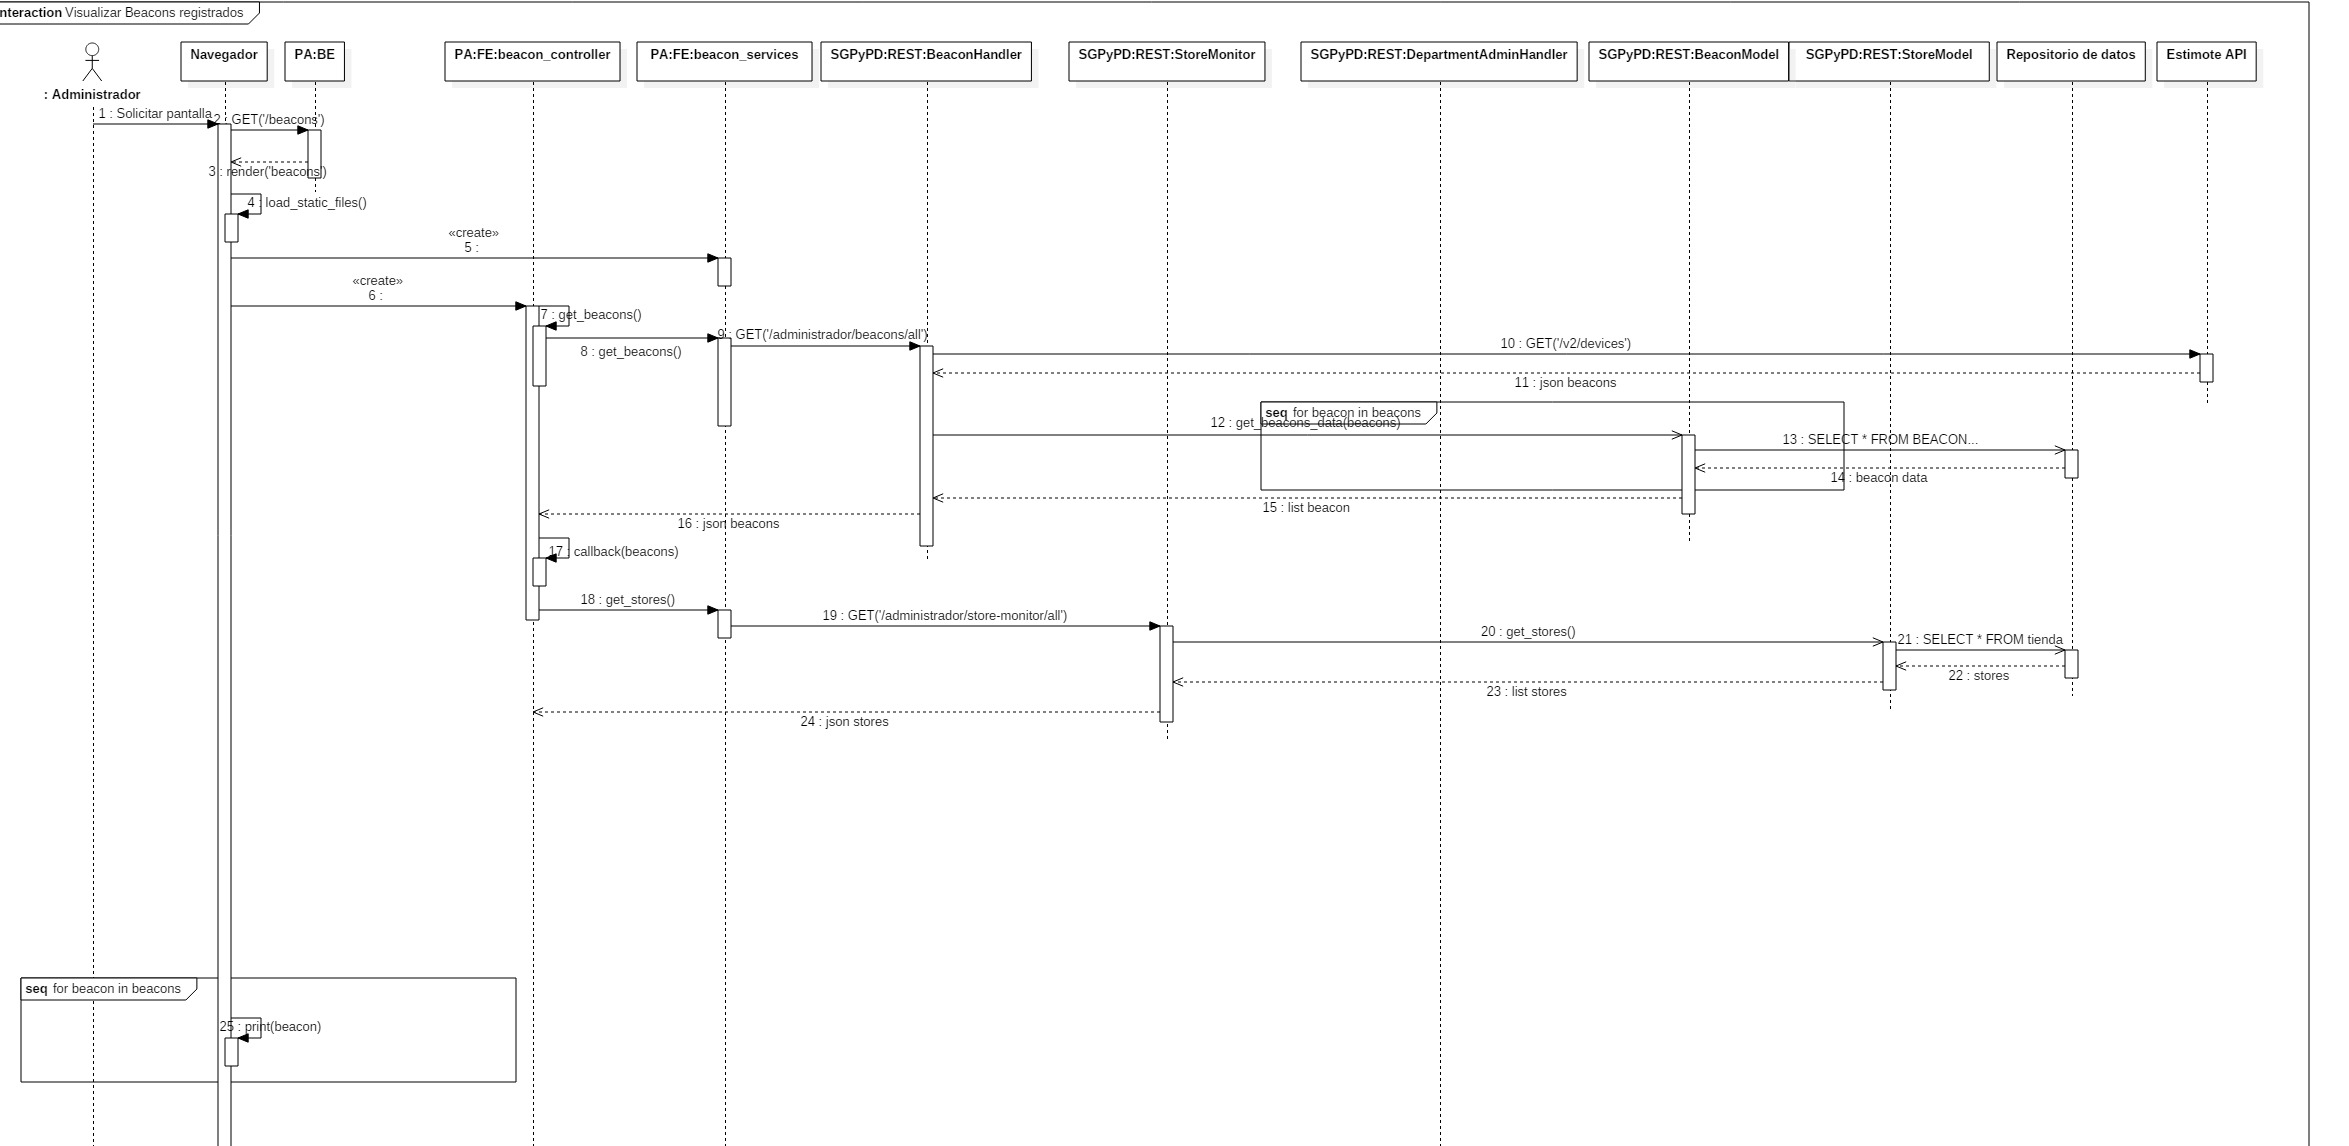 nteraction Visualizar Beacons registrados
: Administrador
Navegador
PA:BE
PA:FE:beacon_controller
PA:FE:beacon_services
SGPyPD:REST:BeaconHandler
SGPyPD:REST:StoreMonitor
SGPyPD:REST:DepartmentAdminHandler
SGPyPD:REST:BeaconModel
SGPyPD:REST:StoreModel
Repositorio de datos
Estimote API
1 : Solicitar pantalla
2 : GET('/beacons')
3 : render('beacons')
4 : load_static_files()
«create»
5 :
«create»
6 :
7 : get_beacons()
8 : get_beacons()
9 : GET('/administrador/beacons/all')
10 : GET('/v2/devices')
11 : json beacons
seq for beacon in beacons
12 : get_beacons_data(beacons)
13 : SELECT * FROM BEACON...
14 : beacon data
15 : list beacon
16 : json beacons
17 : callback(beacons)
18 : get_stores()
19 : GET('/administrador/store-monitor/all')
20 : get_stores()
21 : SELECT * FROM tienda
22 : stores
23 : list stores
24 : json stores
seq for beacon in beacons
25 : print(beacon)